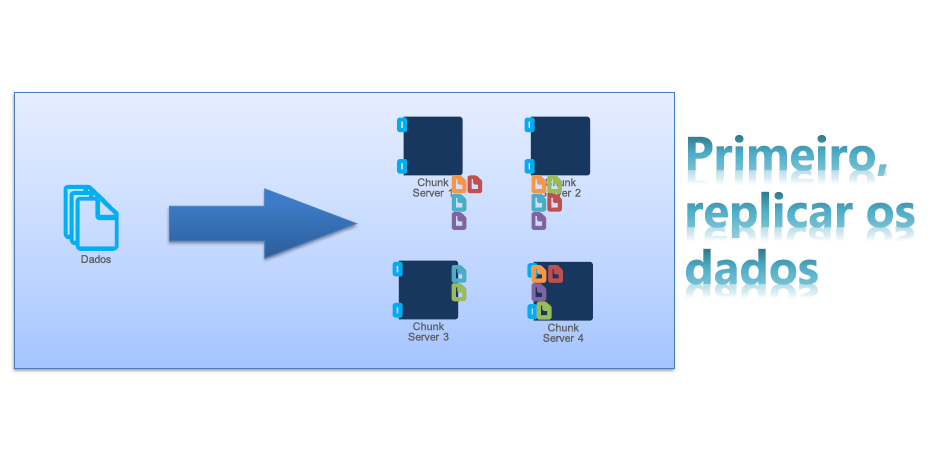 Dados
Chunk
Server 1
Chunk
Server 2
Chunk
Server 3
Chunk
Server 4
Primeiro,
replicar os
dados